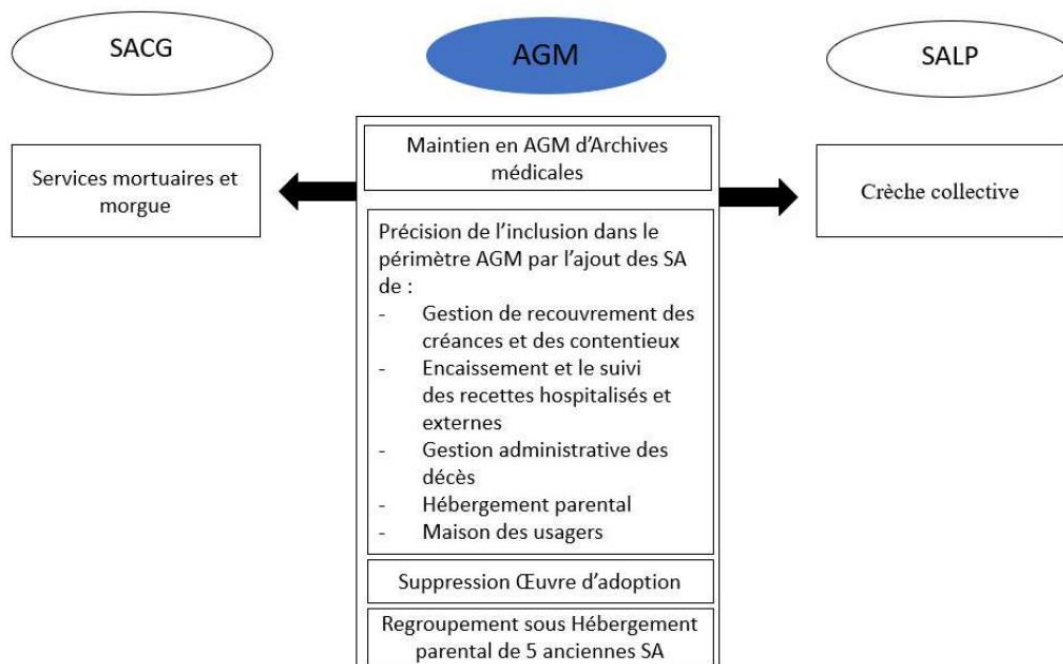 SACG
AGM
SALP
Services mortuaires et
morgue
Maintien en AGM d'Archives
médicales
Précision de l'inclusion dans le
périmètre AGM par l'ajout des SA
de :
- Gestion de recouvrement des
créances et des contentieux
- Encaissement et le suivi
des recettes hospitalisés et
externes
- Gestion administrative des
décès
- Hébergement parental
- Maison des usagers
Suppression Œuvre d'adoption
Regroupement sous Hébergement
parental de 5 anciennes SA
Crèche collective